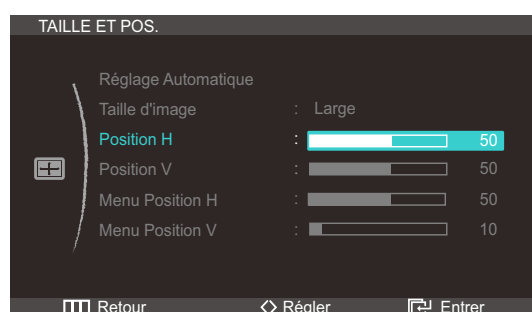 TAILLE ET POS.
Réglage Automatique
Taille d'image : Large
Position H : 50
Position V : 50
Menu Position H : 50
Menu Position V : 10
Retour Régler Entrer